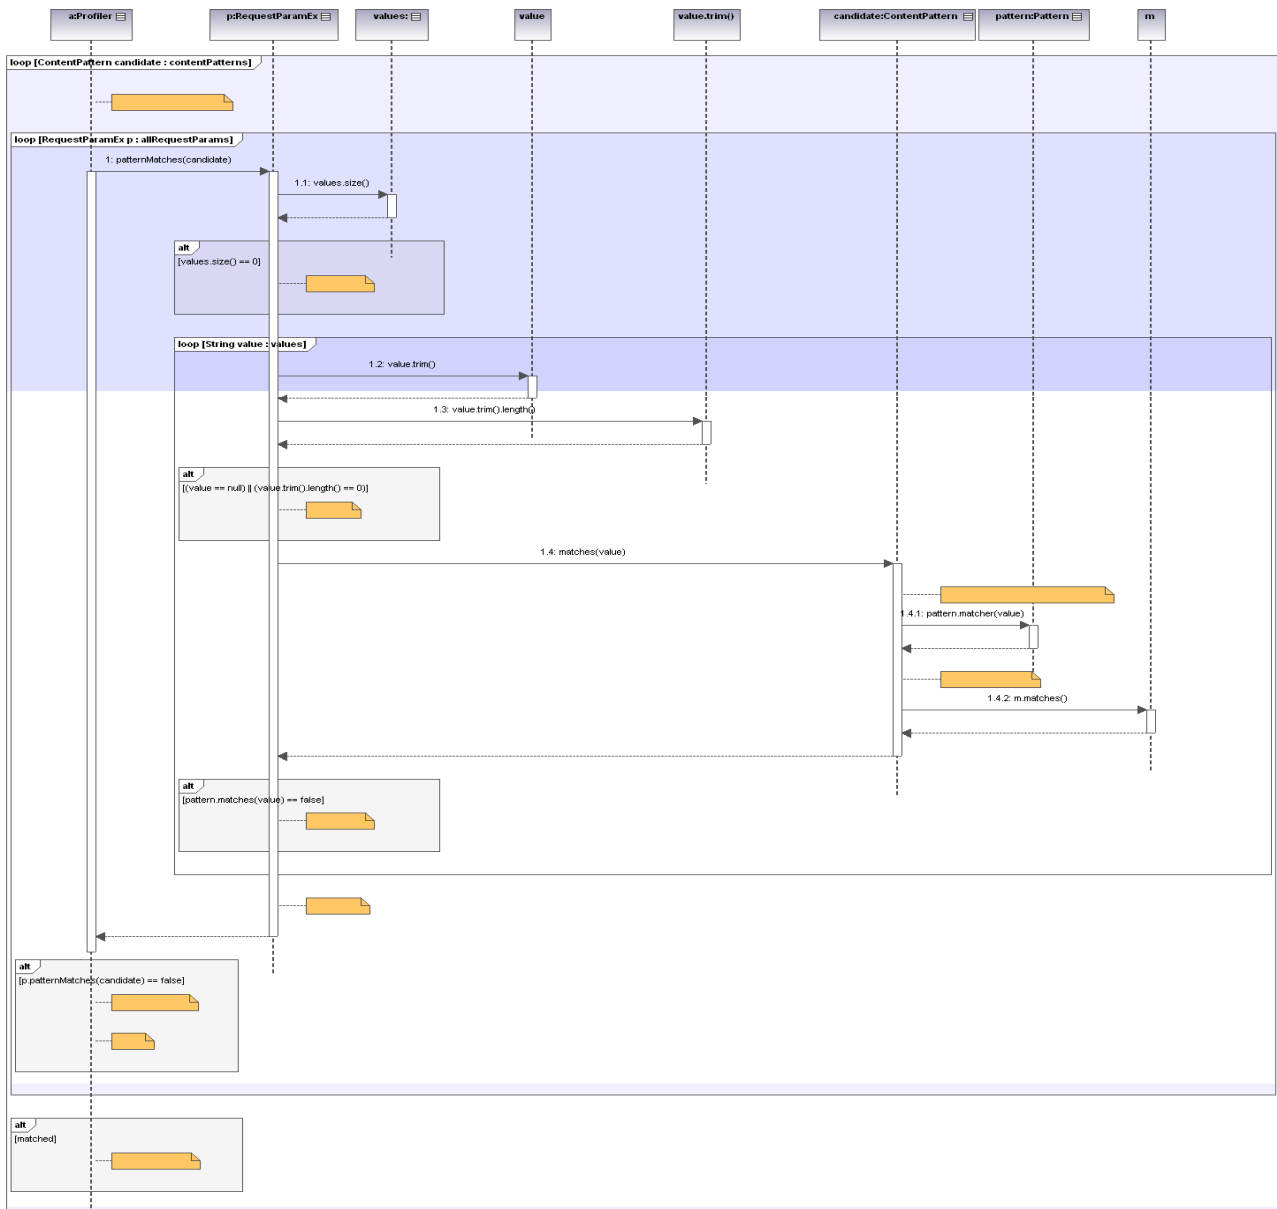 a:Profiler
p:RequestParamEx
values:
value
value.trim()
candidate:ContentPattern
pattern:Pattern
m
loop [ContentPattern candidate : contentPatterns]
loop [RequestParamEx p : allRequestParams]
1: patternMatches(candidate)
1.1: values.size()
alt
[values.size() == 0]
loop [String value : values]
1.2: value.trim()
1.3: value.trim().length()
alt
[(value == null) || (value.trim().length() == 0)]
1.4: matches(value)
1.4.1: pattern.matcher(value)
1.4.2: m.matches()
alt
[pattern.matches(value) == false]
alt
[p.patternMatches(candidate) == false]
alt
[matched]